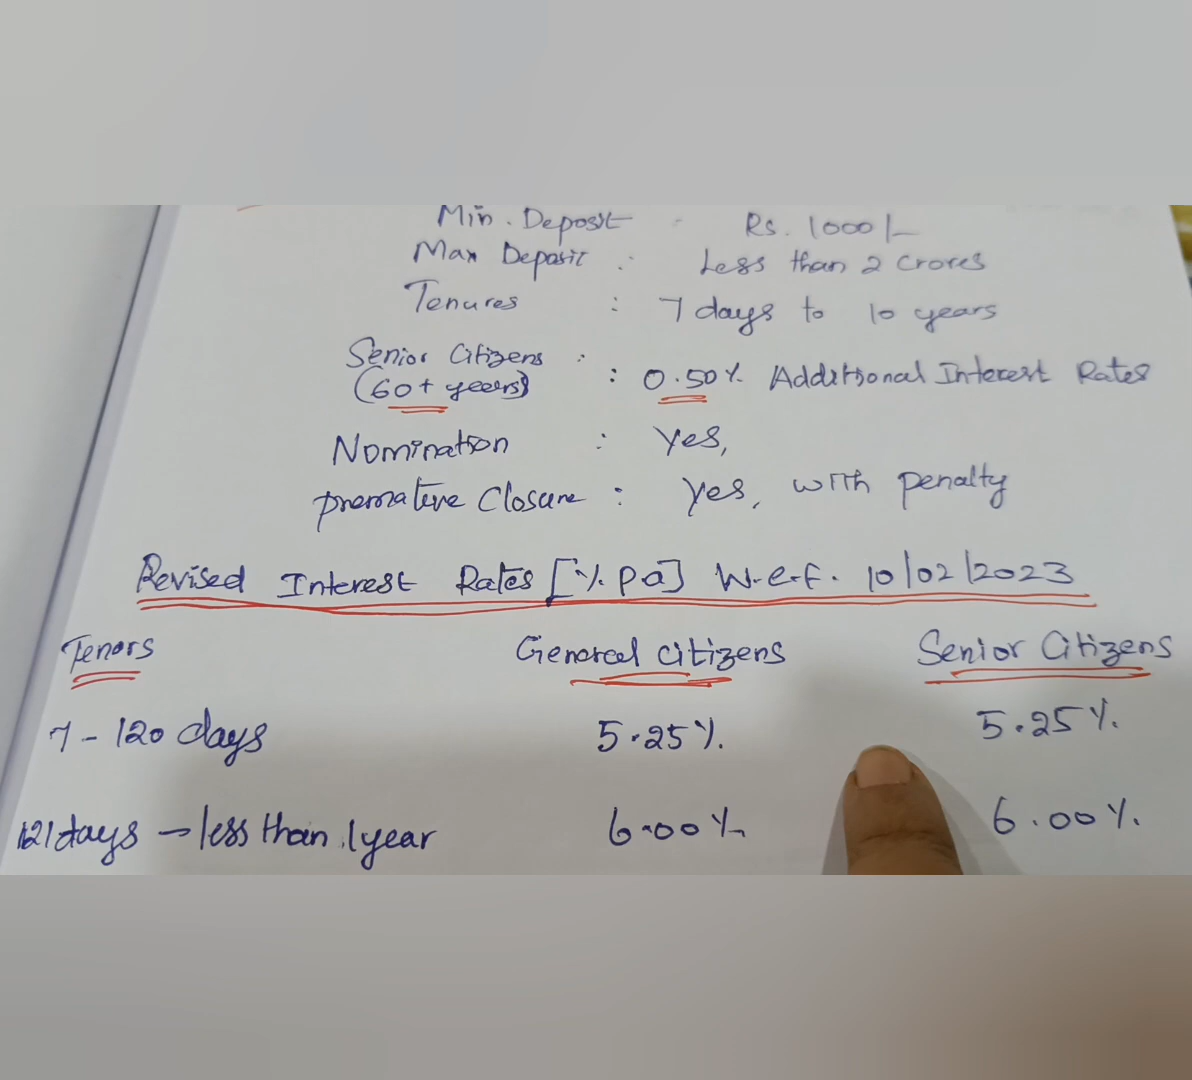 Min. Deposit - Rs. 1000/-
Max Deposit : Less than 2 crores
Tenures : 7 days to 10 years
Senior Citizens :
(60+ years) : 0.50% Additional Interest Rates
Nomination : Yes,
premature Closure : Yes, with penalty
Revised Interest Rates [% pa] w.e.f. 10/02/2023
Tenors General citizens Senior Citizens
7 - 120 days 5.25% 5.25%
121 days → less than 1 year 6.00% 6.00%